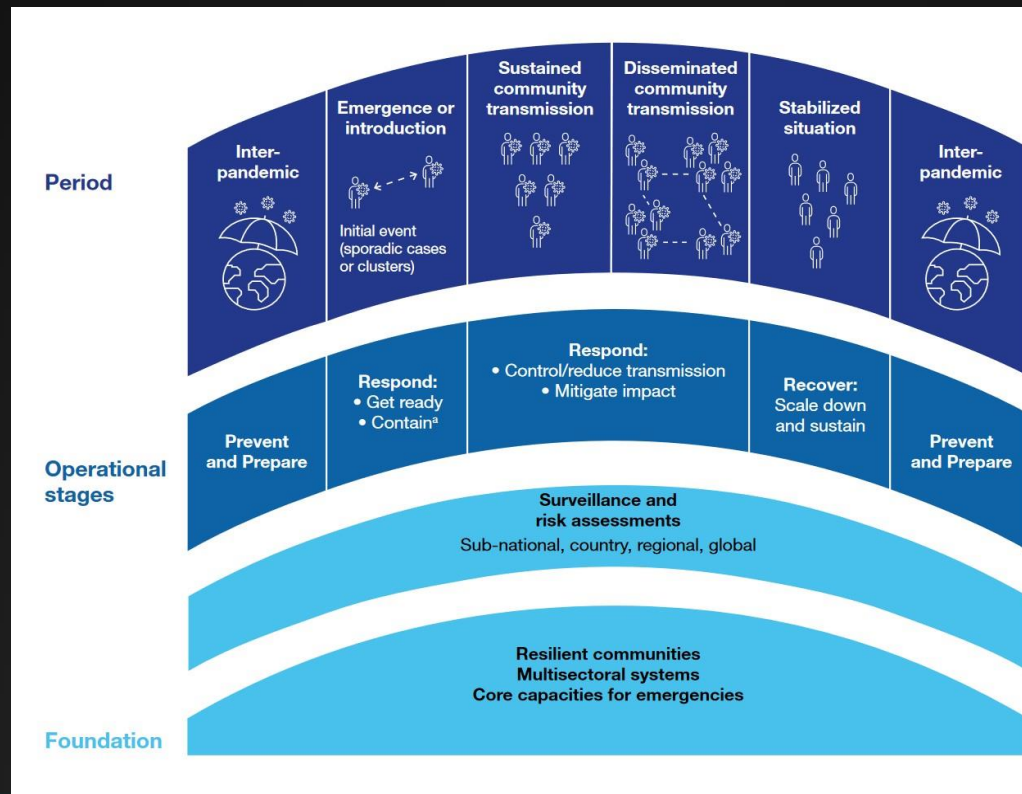 Period
Inter-
pandemic
Emergence or
introduction
Initial event
(sporadic cases
or clusters)
Sustained
community
transmission
Disseminated
community
transmission
Stabilized
situation
Inter-
pandemic
Operational
stages
Prevent
and Prepare
Respond:
• Get ready
• Containᵃ
Respond:
• Control/reduce transmission
• Mitigate impact
Recover:
Scale down
and sustain
Prevent
and Prepare
Surveillance and
risk assessments
Sub-national, country, regional, global
Foundation
Resilient communities
Multisectoral systems
Core capacities for emergencies